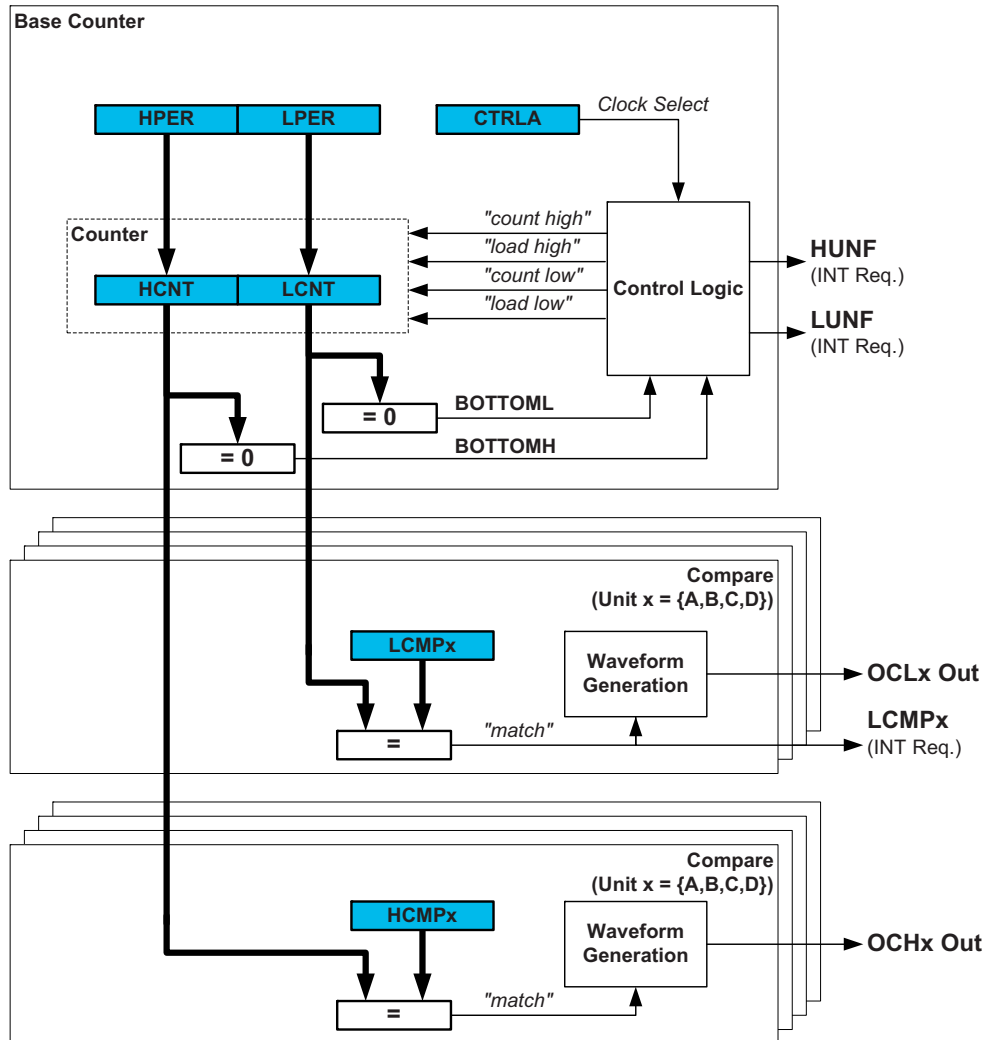 Base Counter
HPER LPER CTRLA
Clock Select
Counter
"count high"
"load high"
"count low"
"load low"
HCNT LCNT
Control Logic
HUNF
(INT Req.)
LUNF
(INT Req.)
= 0
BOTTOML
= 0
BOTTOMH
Compare
(Unit x = {A,B,C,D})
LCMPx
Waveform
Generation
OCLx Out
=
"match"
LCMPx
(INT Req.)
Compare
(Unit x = {A,B,C,D})
HCMPx
Waveform
Generation
OCHx Out
=
"match"